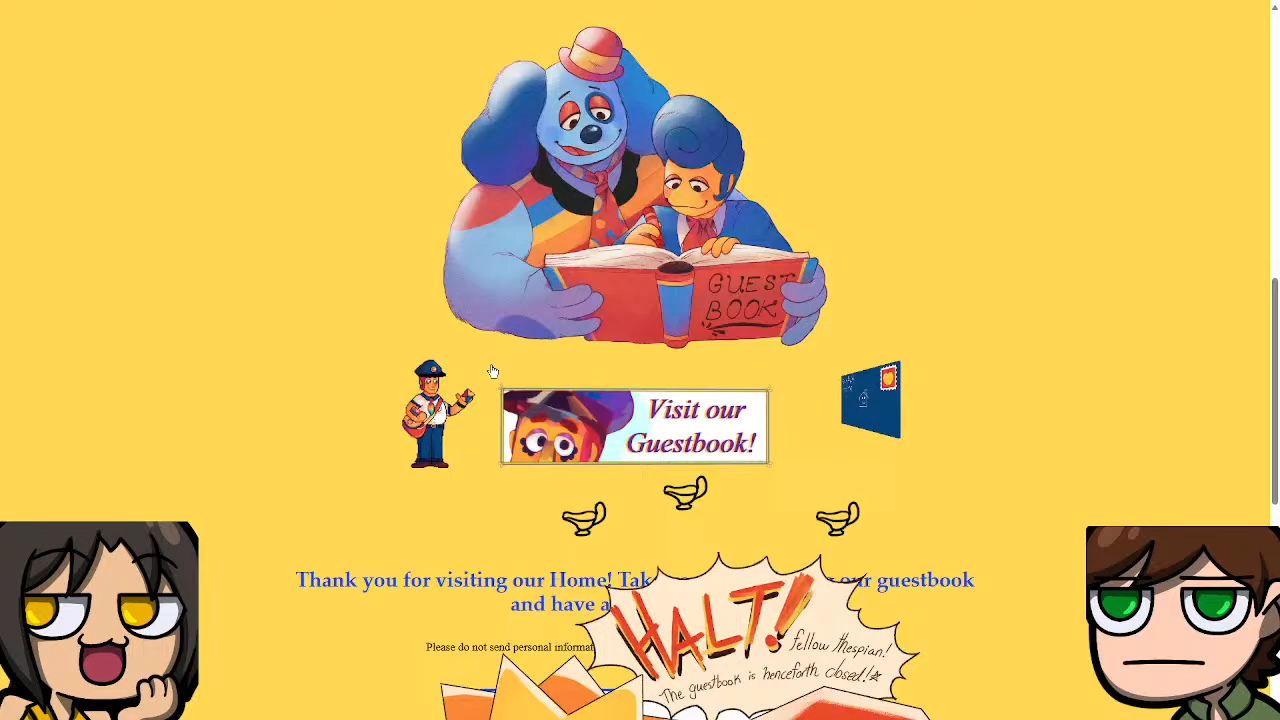 GUEST
BOOK
Visit our
Guestbook!
Thank you for visiting our Home! Tak our guestbook
and have a
HALT!
fellow thespian!
Please do not send personal informat
The guestbook is henceforth closed!